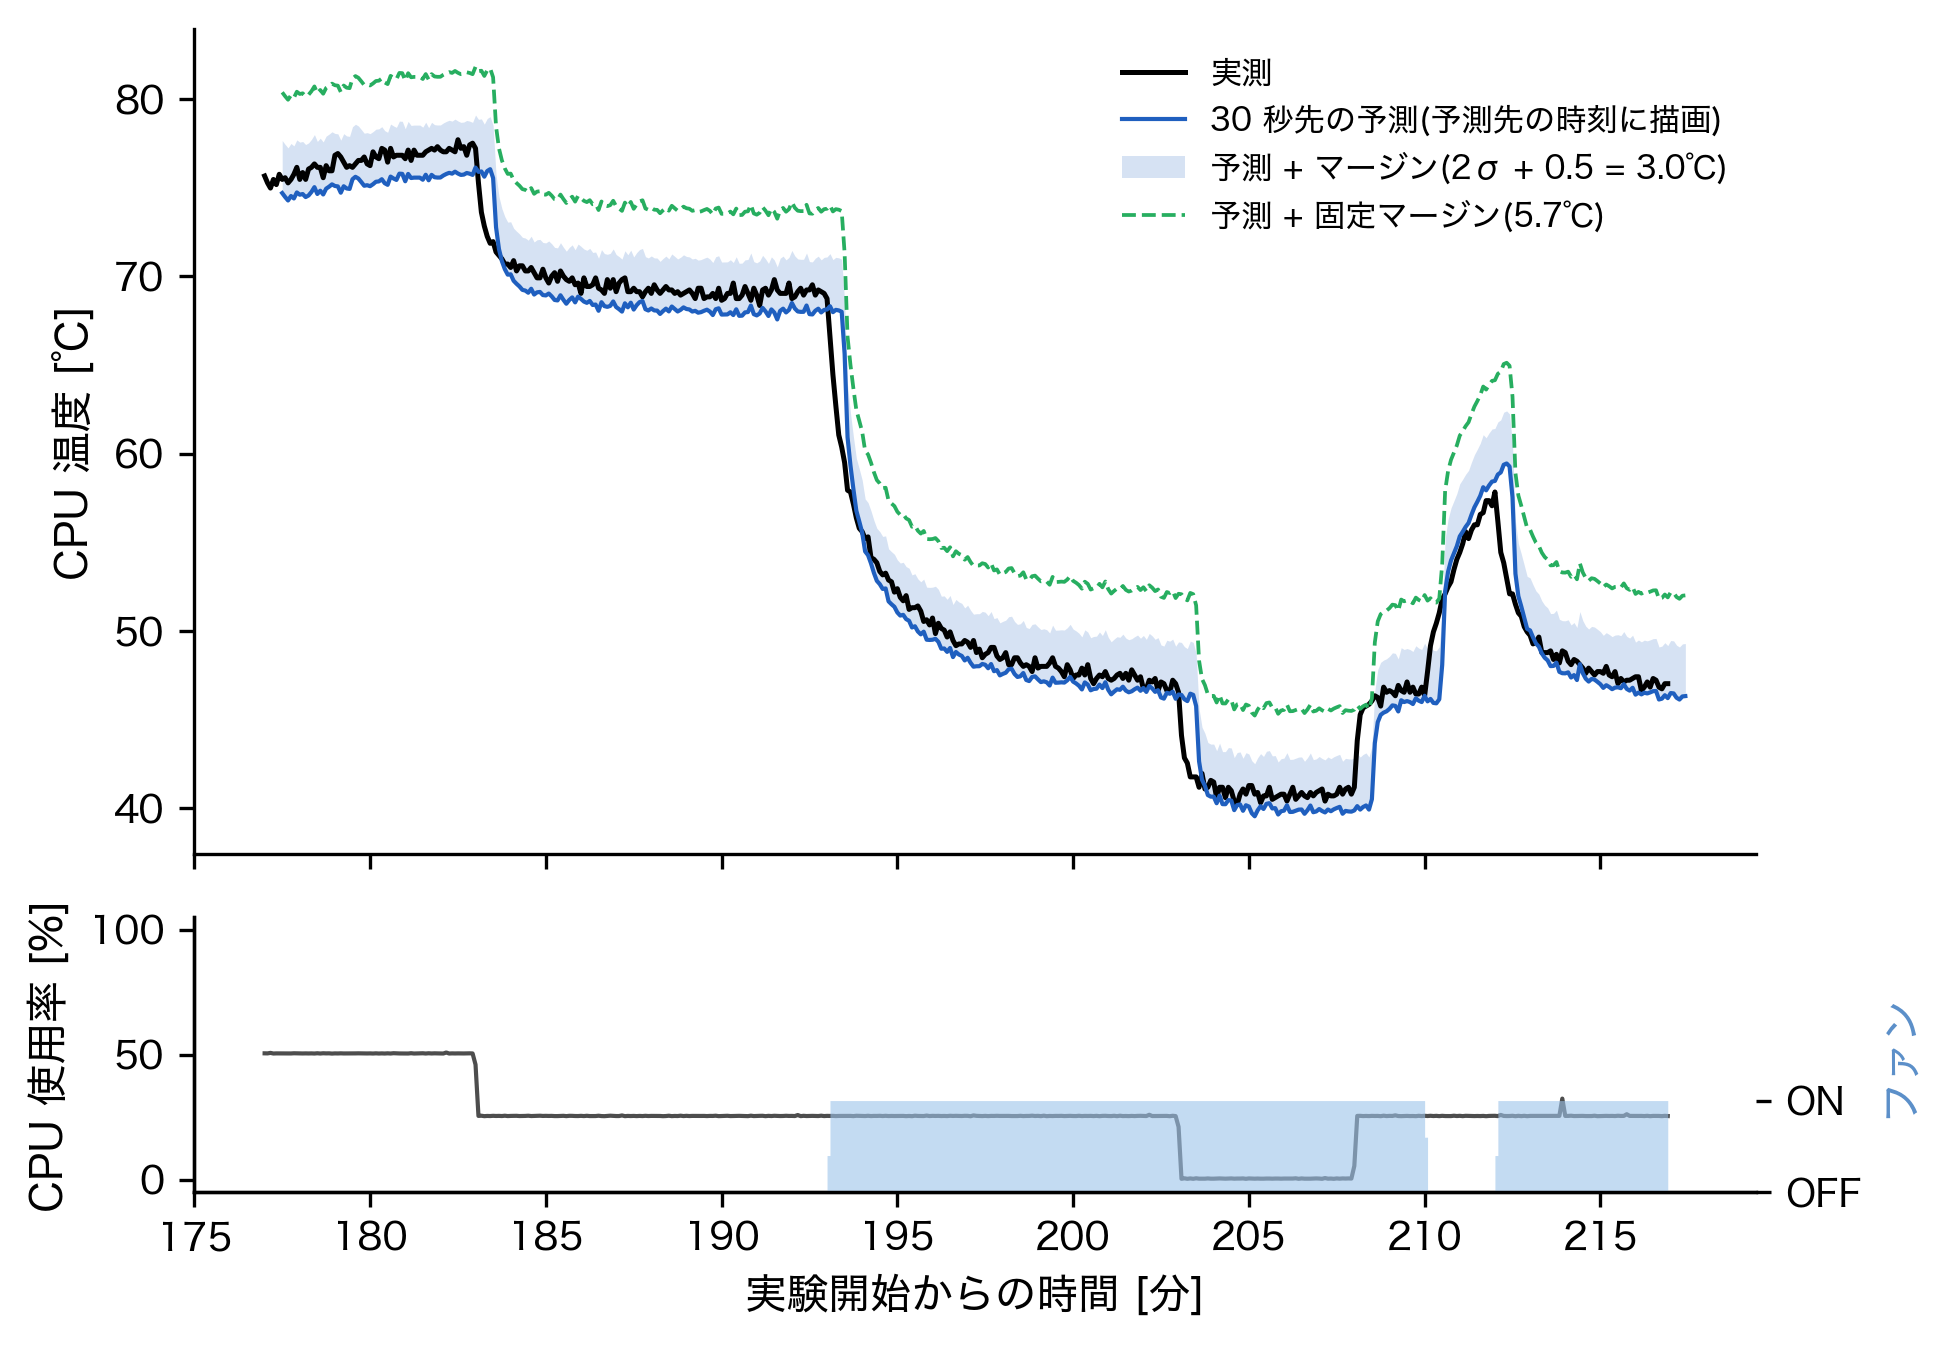 実測
30 秒先の予測(予測先の時刻に描画)
予測 + マージン(2σ + 0.5 = 3.0℃)
予測 + 固定マージン(5.7℃)
CPU 温度 [℃]
80
70
60
50
40
CPU 使用率 [%]
100
50
0
ファン
ON
OFF
175 180 185 190 195 200 205 210 215
実験開始からの時間 [分]